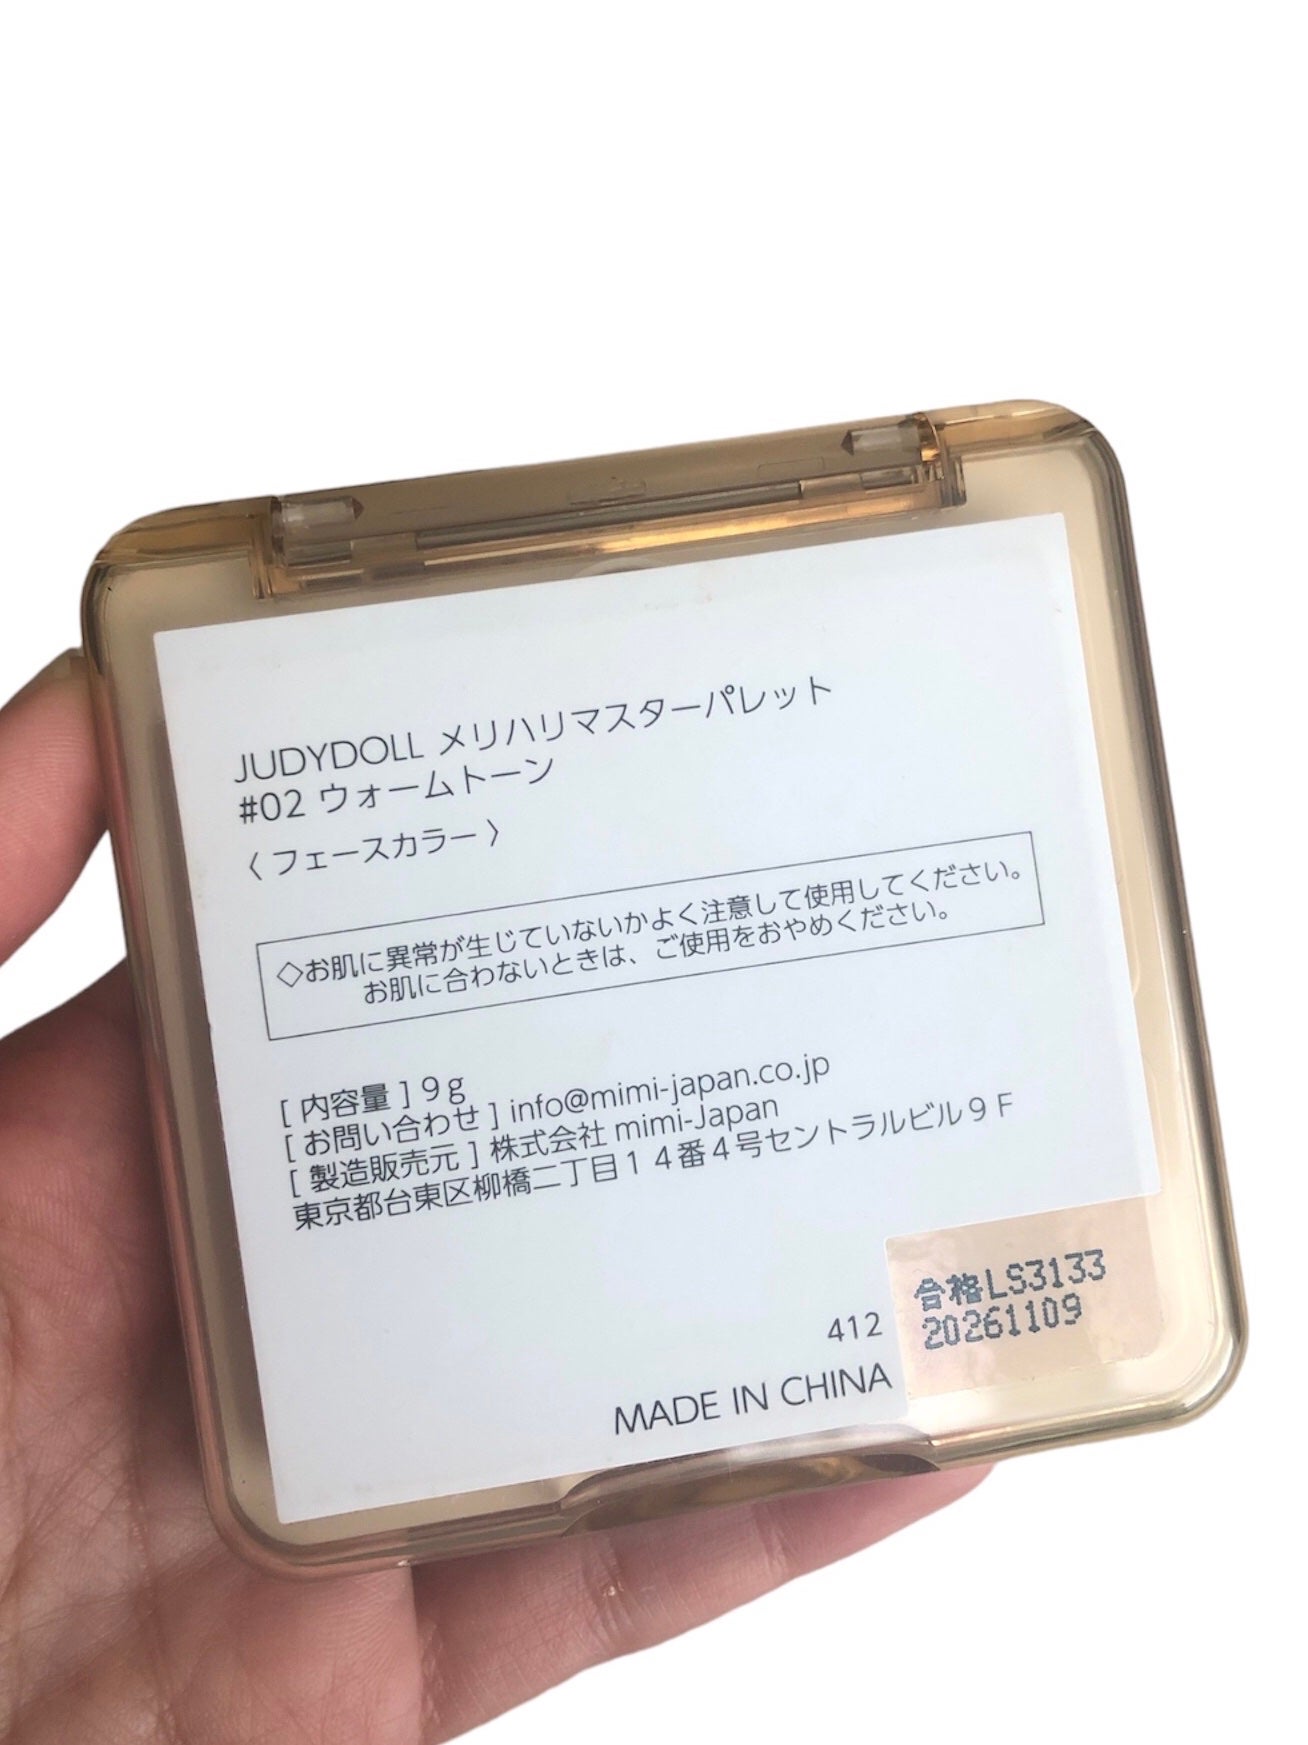 JUDYDOLL メリハリマスターパレット
#02 ウォームトーン
〈フェースカラー〉
◇お肌に異常が生じていないかよく注意して使用してください。
お肌に合わないときは、ご使用をおやめください。
[ 内容量 ] 9g
[ お問い合わせ ] info@mimi-japan.co.jp
[ 製造販売元 ] 株式会社 mimi-Japan
東京都台東区柳橋二丁目14番4号セントラルビル9F
412
MADE IN CHINA
合格LS3133
20261109